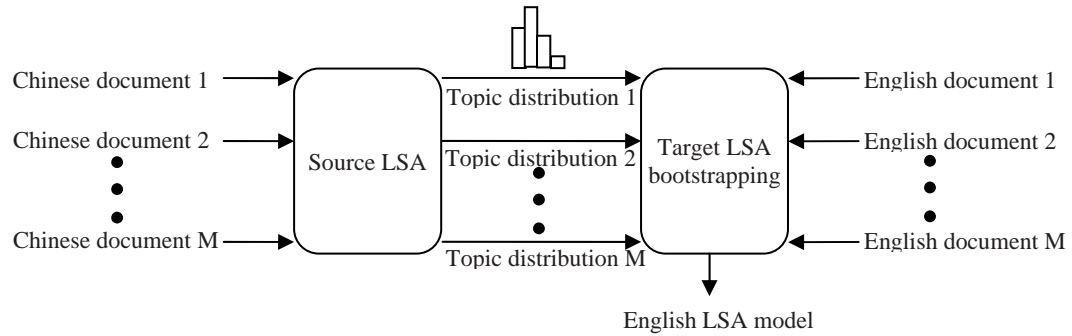 Chinese document 1
Topic distribution 1
English document 1
Chinese document 2
Source LSA
Topic distribution 2
Target LSA
bootstrapping
English document 2
Chinese document M
Topic distribution M
English document M
English LSA model